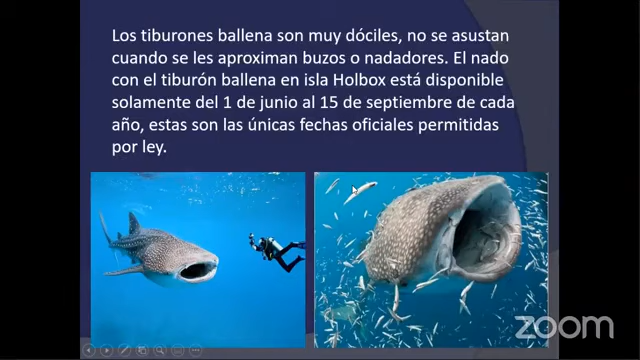 Los tiburones ballena son muy dóciles, no se asustan
cuando se les aproximan buzos o nadadores. El nado
con el tiburón ballena en isla Holbox está disponible
solamente del 1 de junio al 15 de septiembre de cada
año, estas son las únicas fechas oficiales permitidas
por ley.
zoom